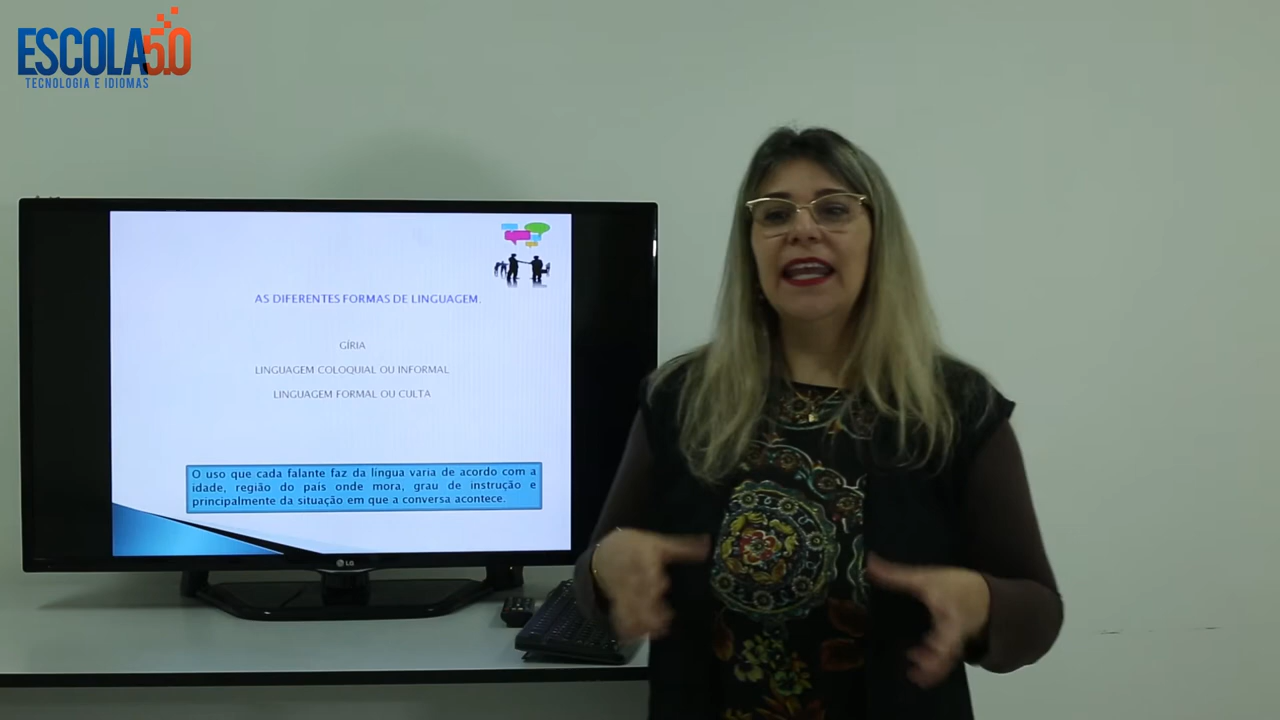 ESCOLA 5.0
TECNOLOGIA E IDIOMAS
AS DIFERENTES FORMAS DE LINGUAGEM.
GÍRIA
LINGUAGEM COLOQUIAL OU INFORMAL
LINGUAGEM FORMAL OU CULTA
O uso que cada falante faz da língua varia de acordo com a
idade, região do país onde mora, grau de instrução e
principalmente da situação em que a conversa acontece.
LG